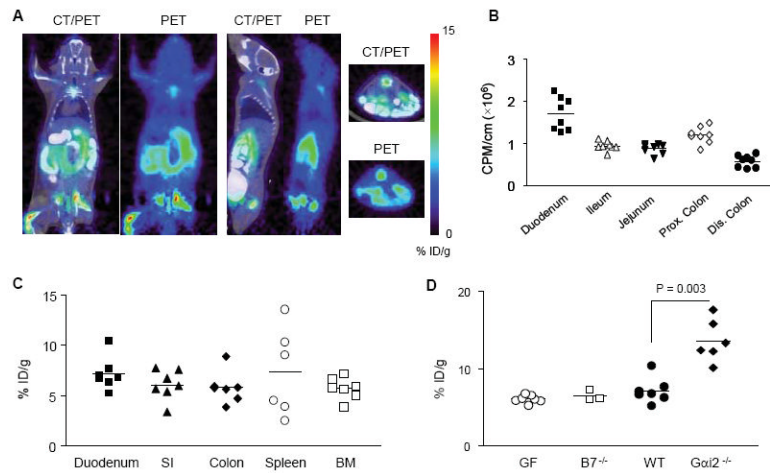 A
CT/PET PET CT/PET PET
CT/PET
PET
15
% ID/g
0
% ID/g
B
CPM/cm (×10⁶)
3
2
1
0
Duodenum
Ileum
Jejunum
Prox. Colon
Dis. Colon
C
% ID/g
15
10
5
0
Duodenum SI Colon Spleen BM
D
P = 0.003
% ID/g
20
10
0
GF B7-/- WT Gαi2 -/-